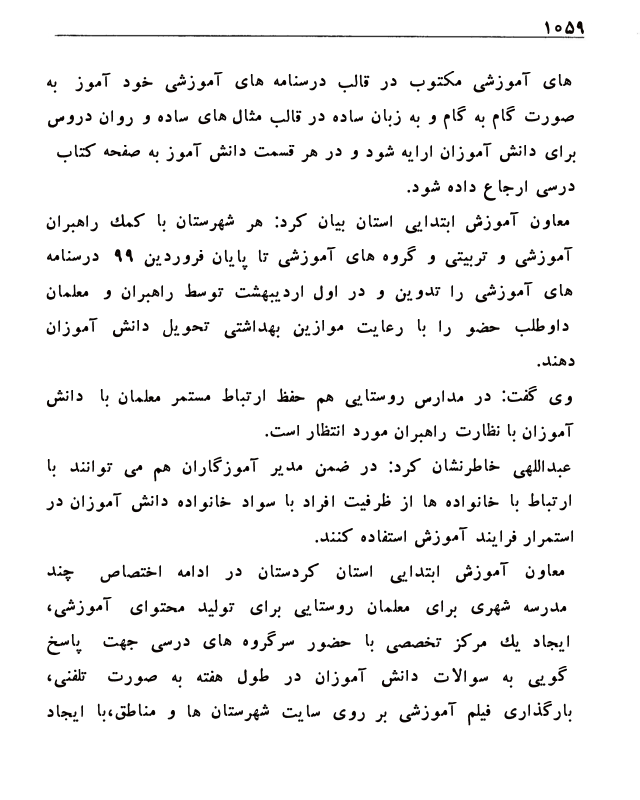 ۱۰۵۹
های آموزشی مکتوب در قالب درسنامه های آموزشی خود آموز به
صورت گام به گام و به زبان ساده در قالب مثال های ساده و روان دروس
برای دانش آموزان ارایه شود و در هر قسمت دانش آموز به صفحه کتاب
درسی ارجاع داده شود.
معاون آموزش ابتدایی استان بیان کرد: هر شهرستان با کمك راهبران
آموزشی و تربیتی و گروه های آموزشی تا پایان فروردین ۹۹ درسنامه
های آموزشی را تدوین و در اول اردیبهشت توسط راهبران و معلمان
داوطلب حضو را با رعایت موازین بهداشتی تحویل دانش آموزان
دهند.
وی گفت: در مدارس روستایی هم حفظ ارتباط مستمر معلمان با دانش
آموزان با نظارت راهبران مورد انتظار است.
عبداللهی خاطرنشان کرد: در ضمن مدیر آموزگاران هم می توانند با
ارتباط با خانواده ها از ظرفیت افراد با سواد خانواده دانش آموزان در
استمرار فرایند آموزش استفاده کنند.
معاون آموزش ابتدایی استان کردستان در ادامه اختصاص چند
مدرسه شهری برای معلمان روستایی برای تولید محتوای آموزشی،
ایجاد یك مرکز تخصصی با حضور سرگروه های درسی جهت پاسخ
گویی به سوالات دانش آموزان در طول هفته به صورت تلفنی،
بارگذاری فیلم آموزشی بر روی سایت شهرستان ها و مناطق،با ایجاد